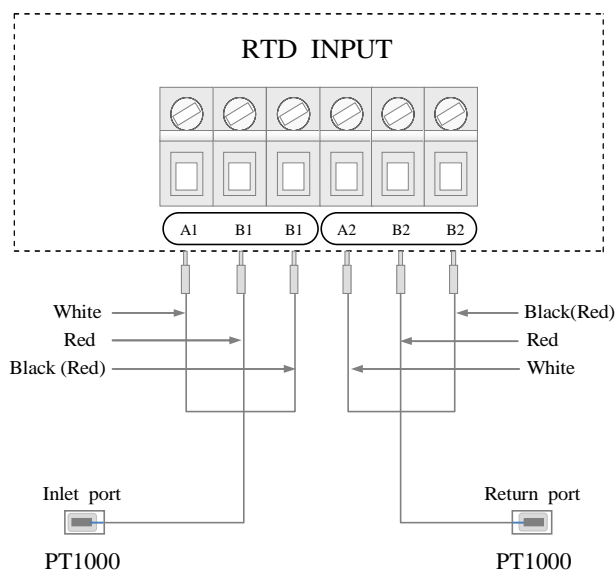 RTD INPUT
A1 B1 B1 A2 B2 B2
White Black(Red)
Red Red
Black (Red) White
Inlet port Return port
PT1000 PT1000